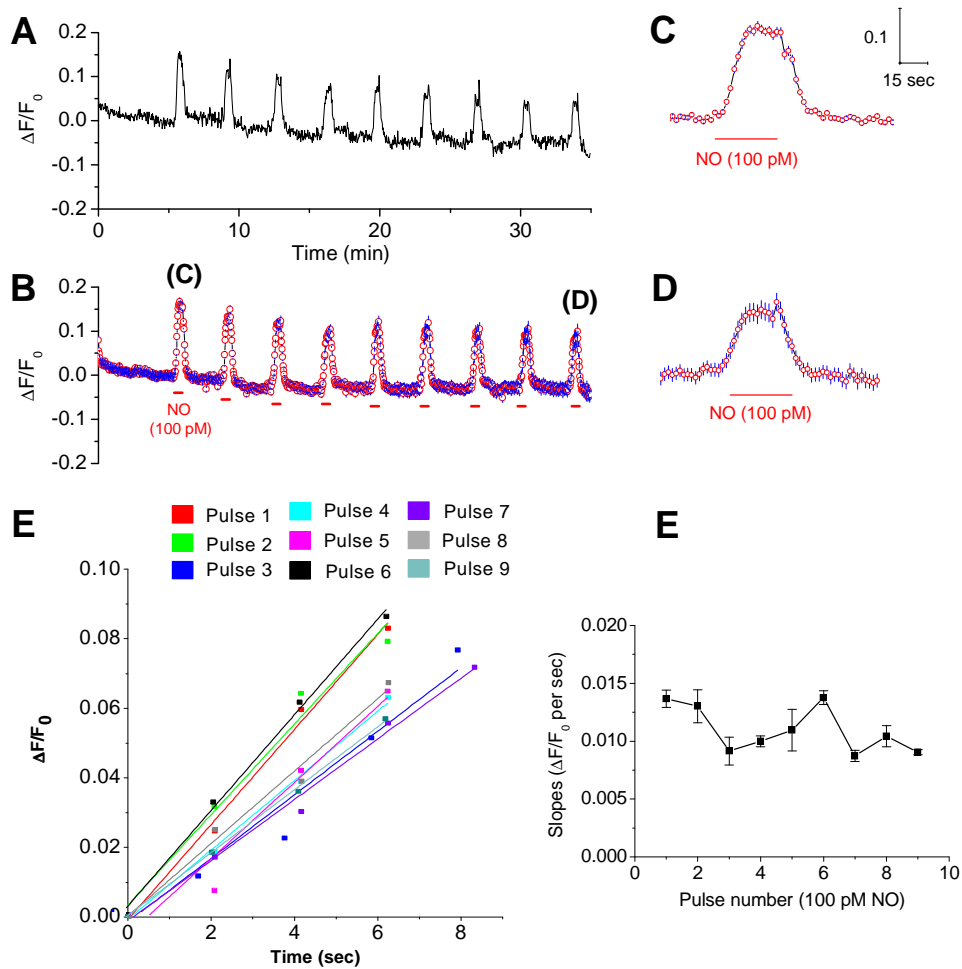 A
0.2
0.1
0.0
-0.1
-0.2
ΔF/F0
0
10
20
30
Time (min)
C
0.1
15 sec
NO (100 pM)
B
(C)
(D)
0.2
0.1
0.0
-0.1
-0.2
ΔF/F0
NO
(100 pM)
D
NO (100 pM)
E
Pulse 1
Pulse 4
Pulse 7
Pulse 2
Pulse 5
Pulse 8
Pulse 3
Pulse 6
Pulse 9
0.10
0.08
0.06
0.04
0.02
0.00
ΔF/F0
0
2
4
6
8
Time (sec)
E
0.020
0.015
0.010
0.005
0.000
Slopes (ΔF/F0 per sec)
0
2
4
6
8
10
Pulse number (100 pM NO)